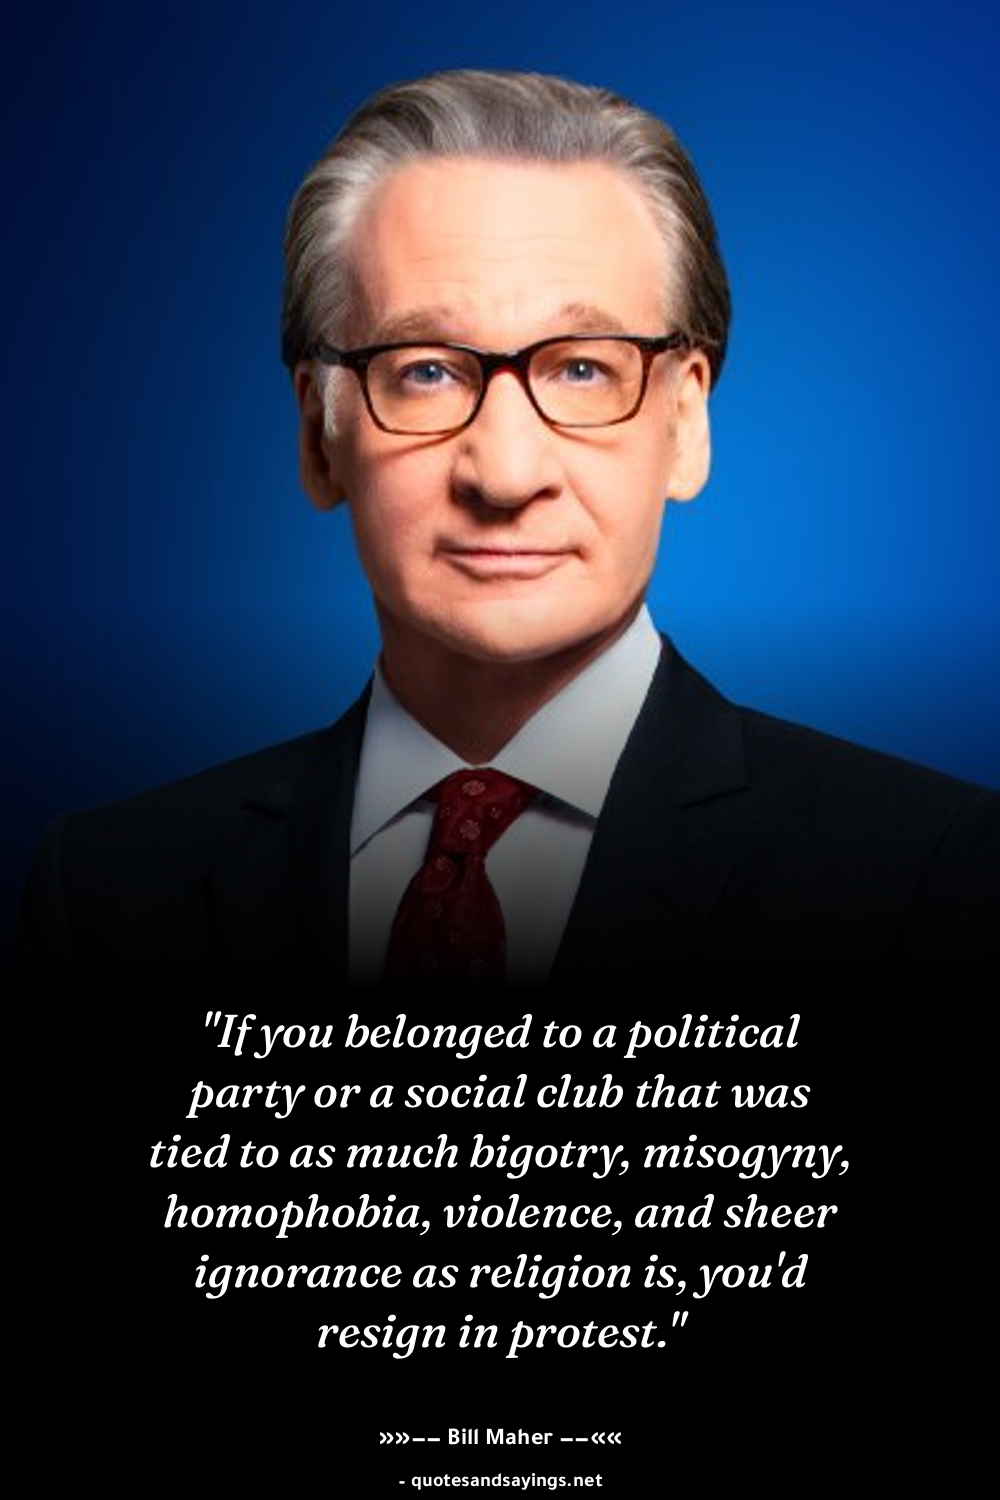 "If you belonged to a political
party or a social club that was
tied to as much bigotry, misogyny,
homophobia, violence, and sheer
ignorance as religion is, you'd
resign in protest."
»»–– Bill Maher ––««
- quotesandsayings.net